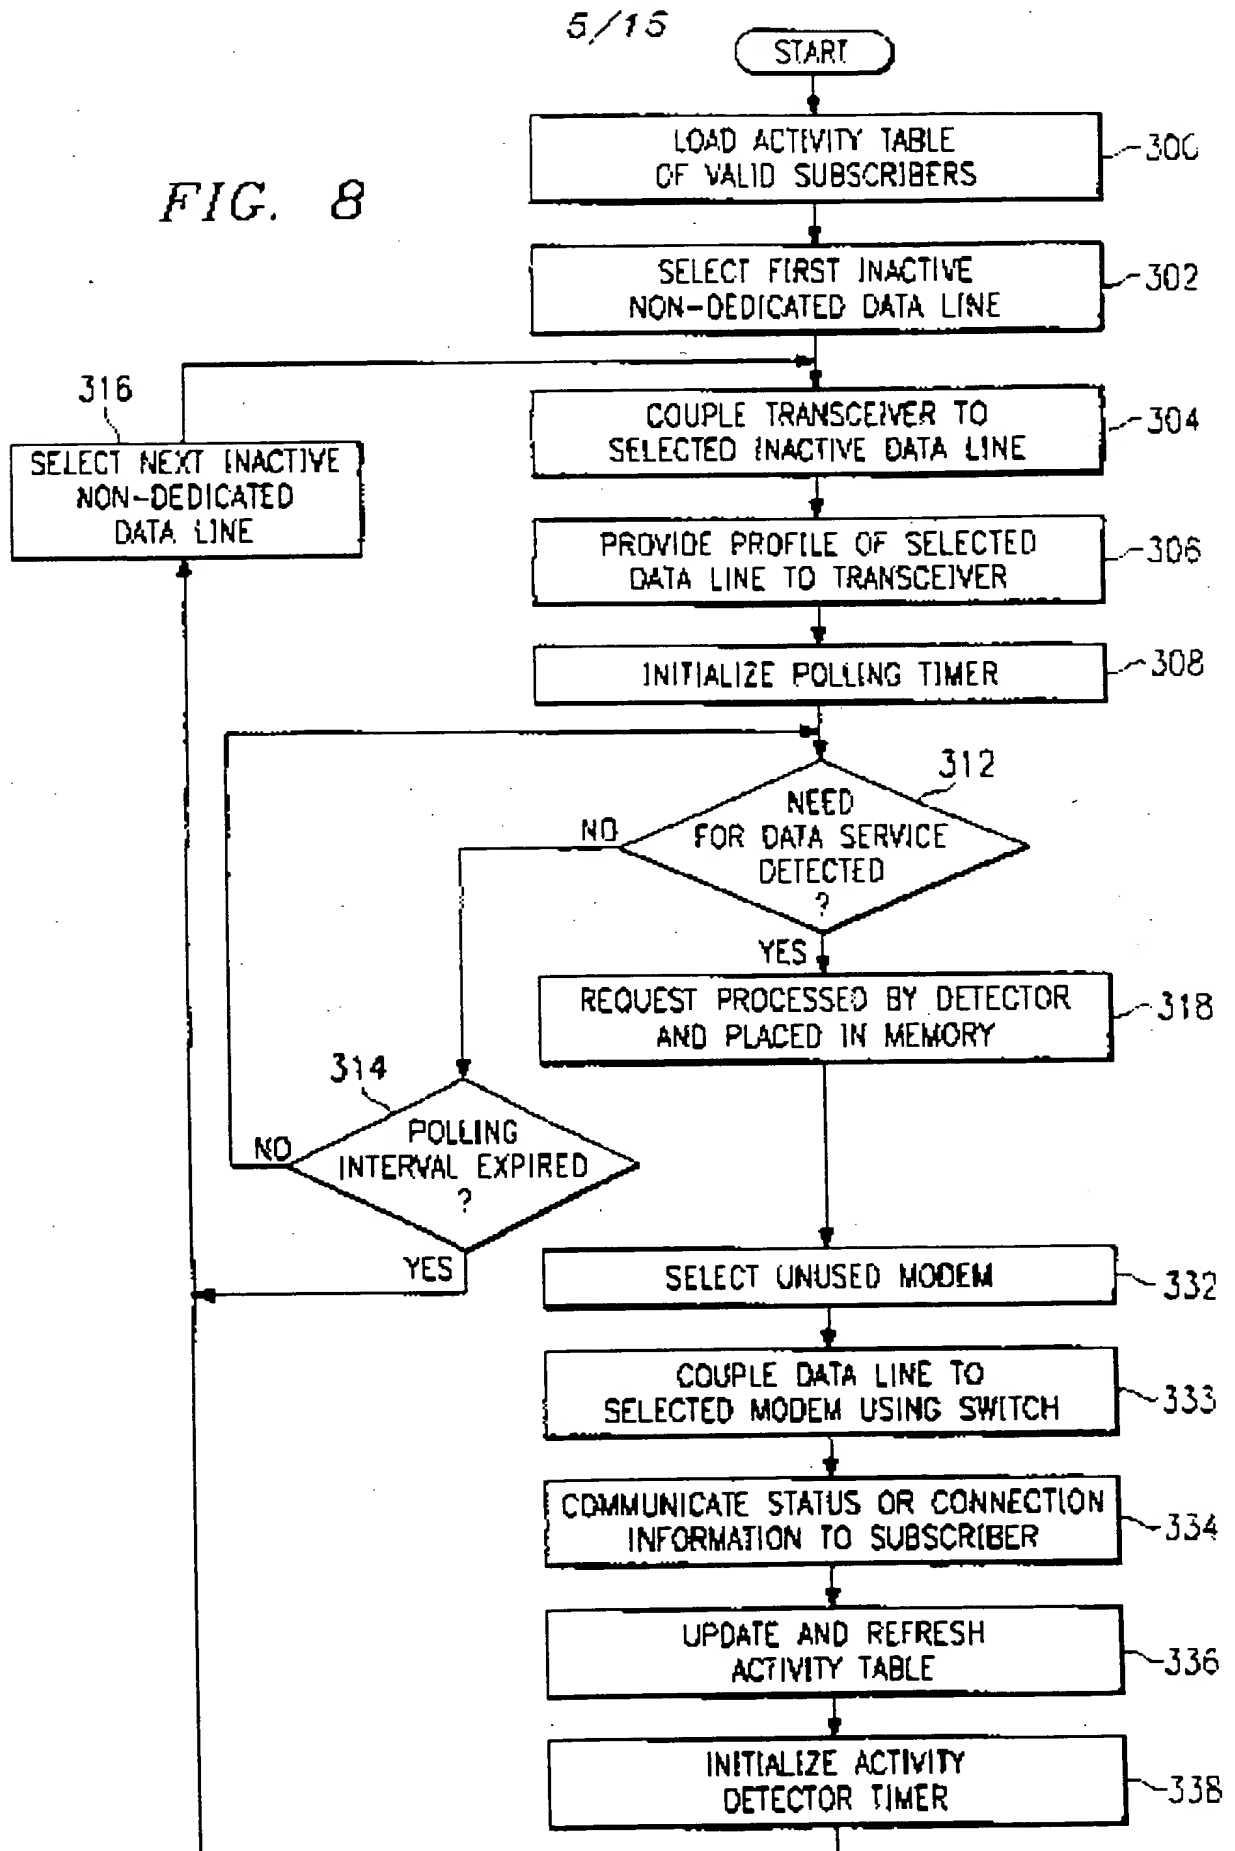 5/15
START
LOAD ACTIVITY TABLE
OF VALID SUBSCRIBERS
300
FIG. 8
SELECT FIRST INACTIVE
NON-DEDICATED DATA LINE
302
316
SELECT NEXT INACTIVE
NON-DEDICATED
DATA LINE
COUPLE TRANSCEIVER TO
SELECTED INACTIVE DATA LINE
304
PROVIDE PROFILE OF SELECTED
DATA LINE TO TRANSCEIVER
306
INITIALIZE POLLING TIMER
308
312
NEED
FOR DATA SERVICE
DETECTED
?
NO
YES
REQUEST PROCESSED BY DETECTOR
AND PLACED IN MEMORY
318
314
POLLING
INTERVAL EXPIRED
?
NO
YES
SELECT UNUSED MODEM
332
COUPLE DATA LINE TO
SELECTED MODEM USING SWITCH
333
COMMUNICATE STATUS OR CONNECTION
INFORMATION TO SUBSCRIBER
334
UPDATE AND REFRESH
ACTIVITY TABLE
336
INITIALIZE ACTIVITY
DETECTOR TIMER
338